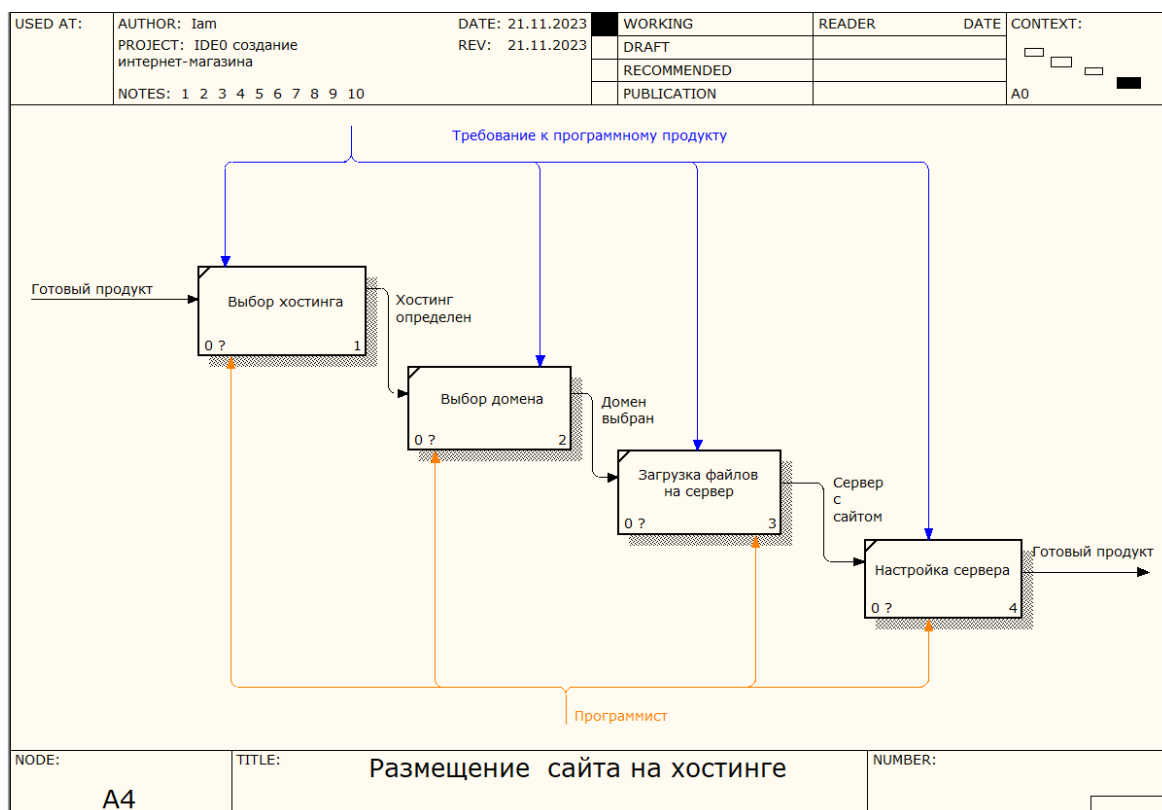 USED AT:
AUTHOR: Iam
DATE: 21.11.2023
PROJECT: IDE0 создание
интернет-магазина
REV: 21.11.2023
NOTES: 1 2 3 4 5 6 7 8 9 10
WORKING
DRAFT
RECOMMENDED
PUBLICATION
READER
DATE
CONTEXT:
A0
Требование к программному продукту
Готовый продукт
Выбор хостинга
0 ?
1
Хостинг
определен
Выбор домена
0 ?
2
Домен
выбран
Загрузка файлов
на сервер
0 ?
3
Сервер
с
сайтом
Настройка сервера
0 ?
4
Готовый продукт
Программист
NODE:
A4
TITLE:
Размещение сайта на хостинге
NUMBER: